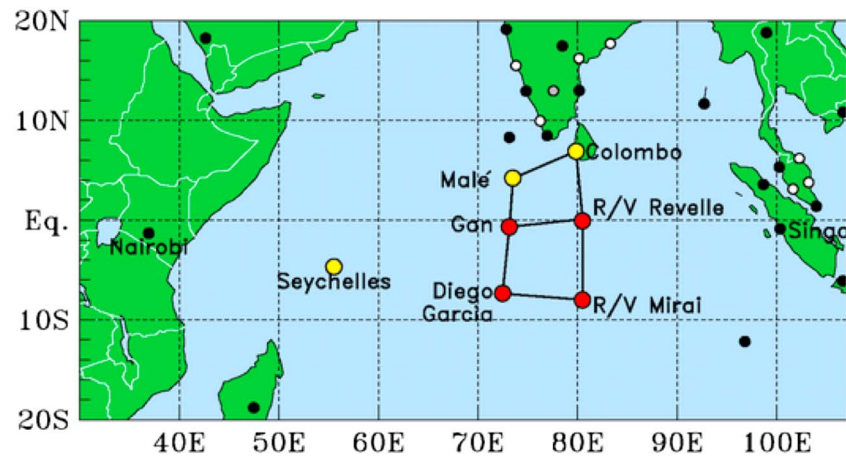 20N
10N
Colombo
Malé
R/V Revelle
Eq.
Gan
Nairobi
Singa
Seychelles
Diego
Garcia
R/V Mirai
10S
20S
40E 50E 60E 70E 80E 90E 100E